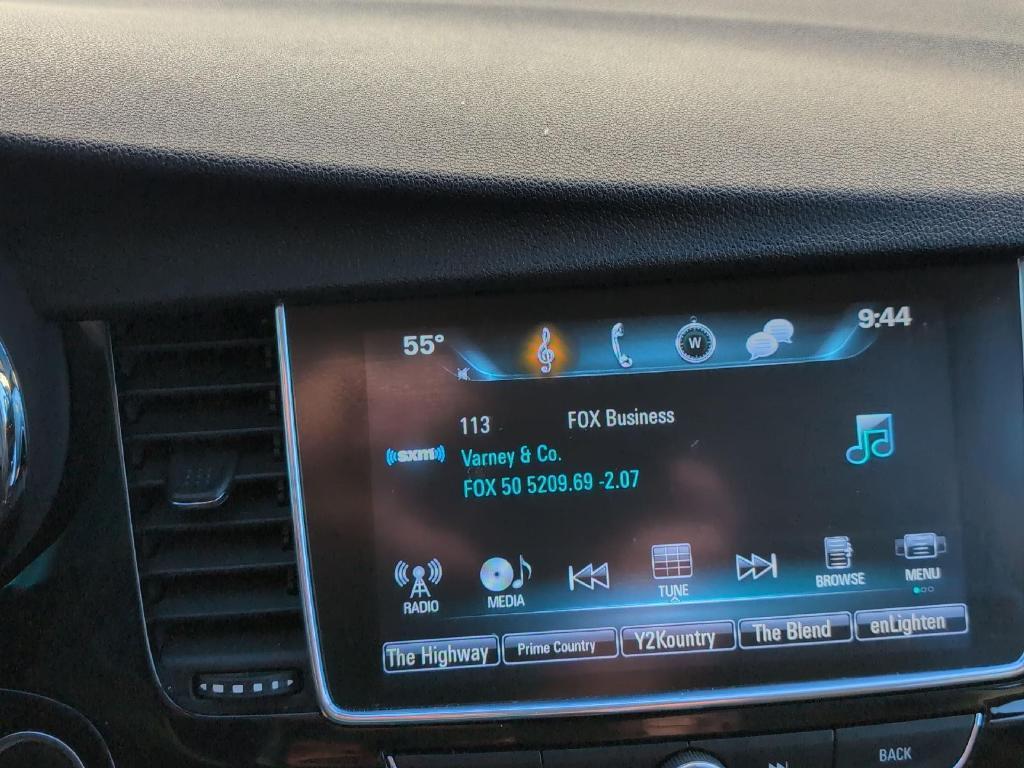 55°
W
9:44
113 FOX Business
((sxm))
Varney & Co.
FOX 50 5209.69 -2.07
RADIO
MEDIA
TUNE
BROWSE
MENU
The Highway
Prime Country
Y2Kountry
The Blend
enLighten
BACK